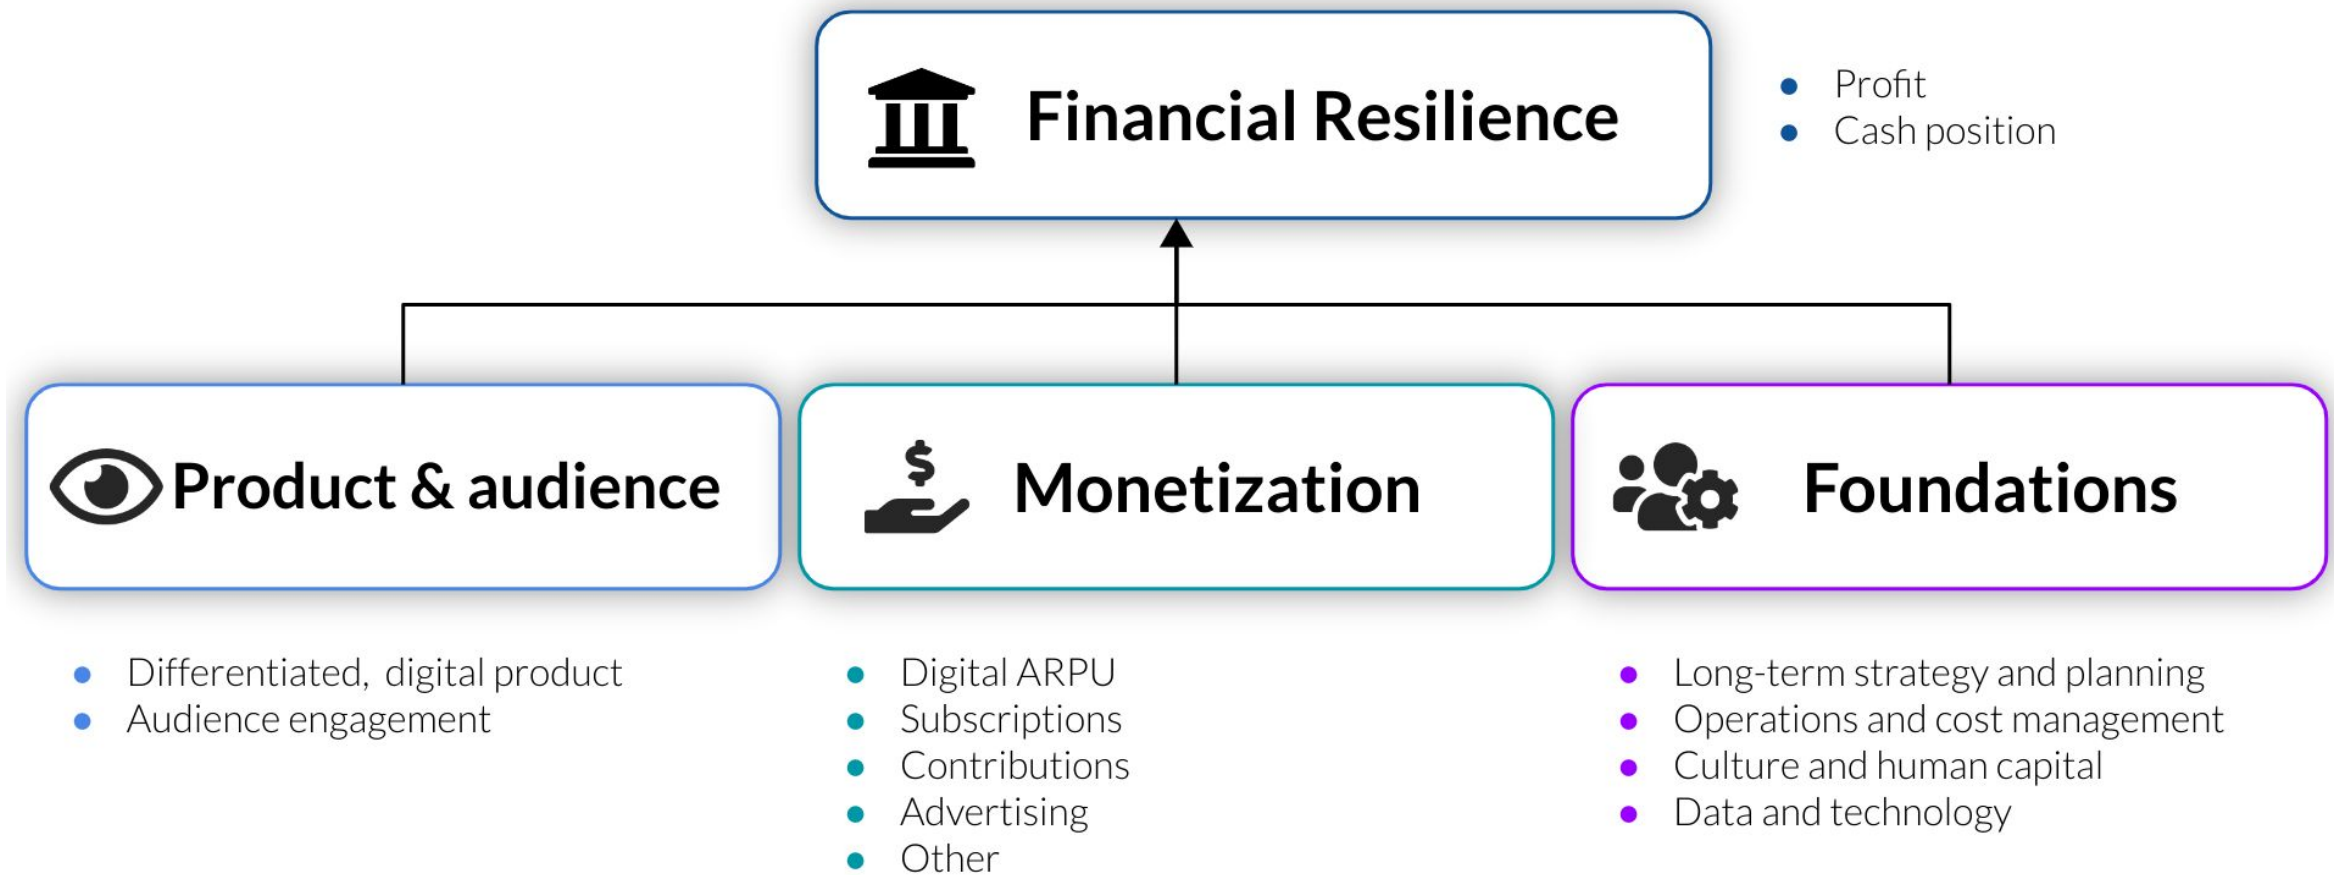 Financial Resilience
Profit
Cash position
Product & audience
Differentiated, digital product
Audience engagement
Monetization
Digital ARPU
Subscriptions
Contributions
Advertising
Other
Foundations
Long-term strategy and planning
Operations and cost management
Culture and human capital
Data and technology